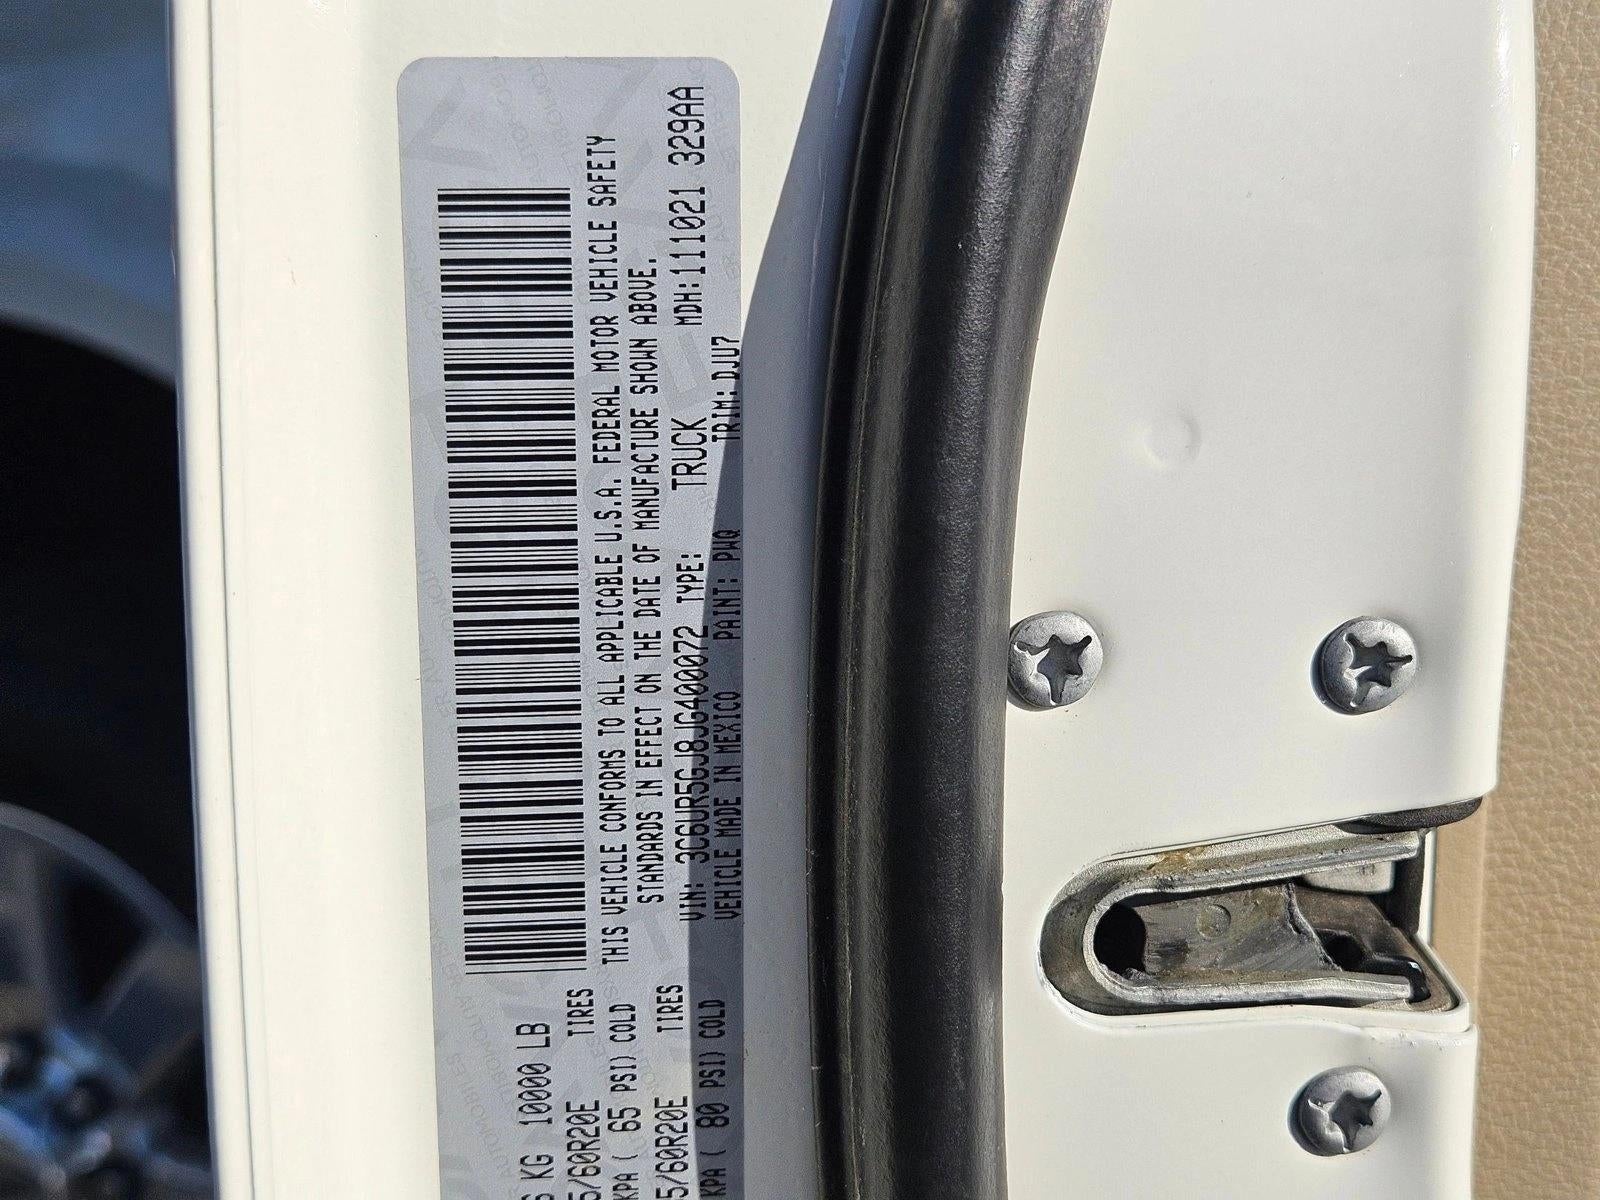 6 KG 10000 LB
5/60R20E TIRES
KPA ( 65 PSI) COLD
5/60R20E TIRES
KPA ( 80 PSI) COLD
THIS VEHICLE CONFORMS TO ALL APPLICABLE U.S.A. FEDERAL MOTOR VEHICLE SAFETY
STANDARDS IN EFFECT ON THE DATE OF MANUFACTURE SHOWN ABOVE.
VIN: 3C6UR5GJ8JG400072 TYPE: TRUCK MDH:111021 329AA
VEHICLE MADE IN MEXICO PAINT: PWQ TRIM: DJU7